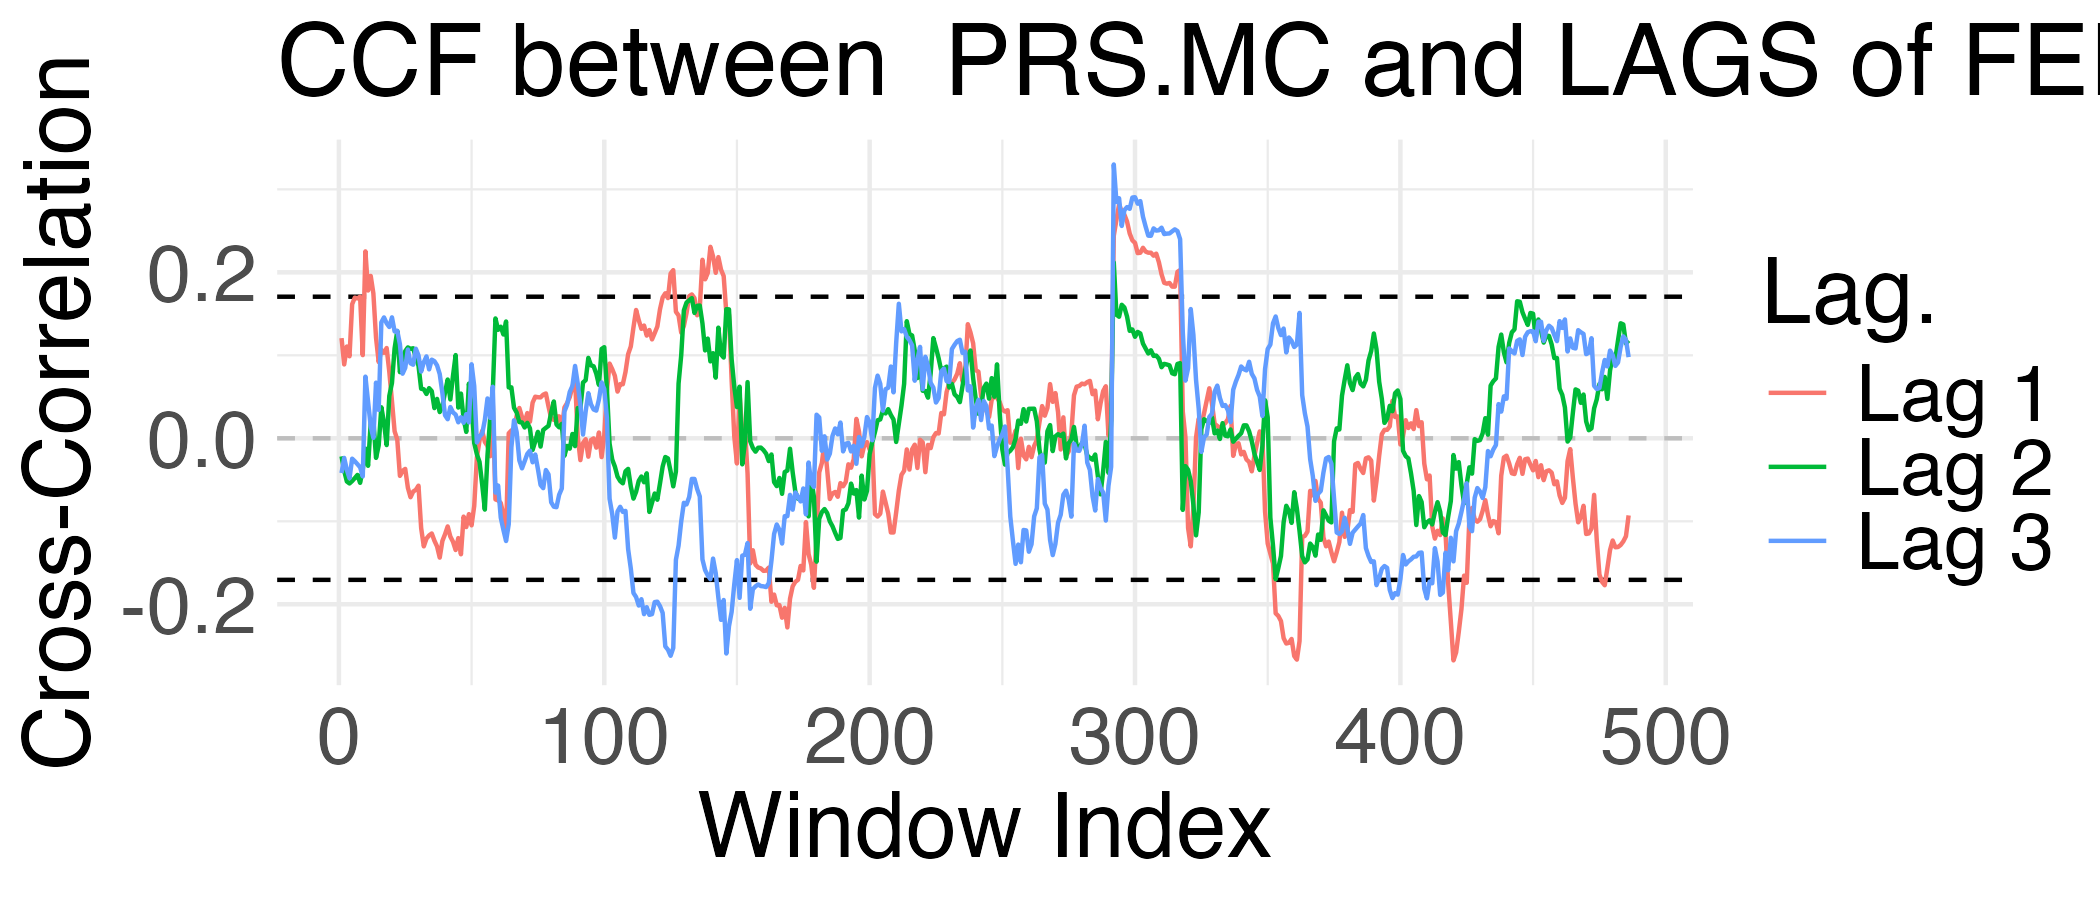 CCF between PRS.MC and LAGS of
Cross-Correlation
0.2
0.0
-0.2
0 100 200 300 400 500
Window Index
Lag.
Lag 1
Lag 2
Lag 3